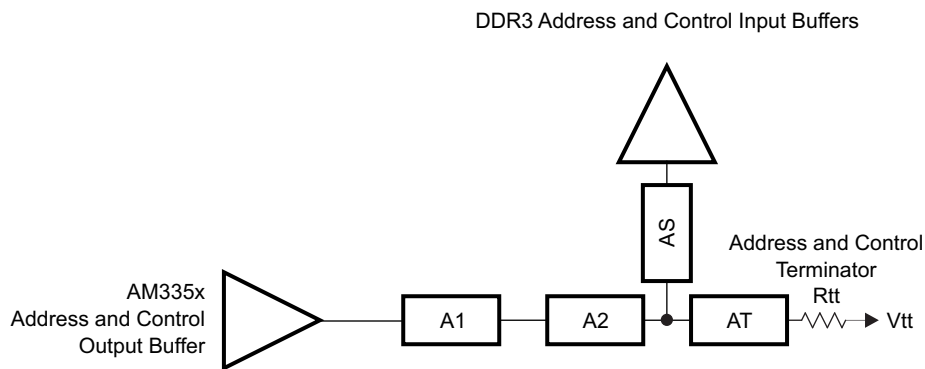 DDR3 Address and Control Input Buffers
AS
Address and Control
Terminator
Rtt
AM335x
Address and Control
Output Buffer
A1
A2
AT
Vtt